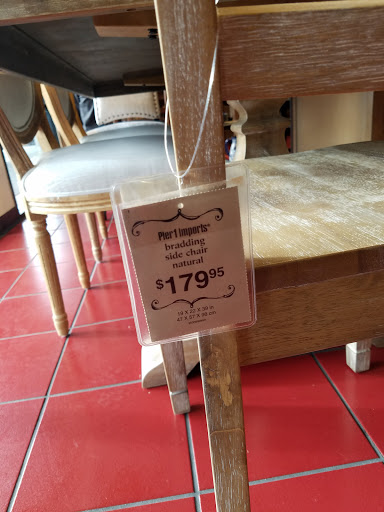 Pier 1 imports®
bradding
side chair
natural
$179.95